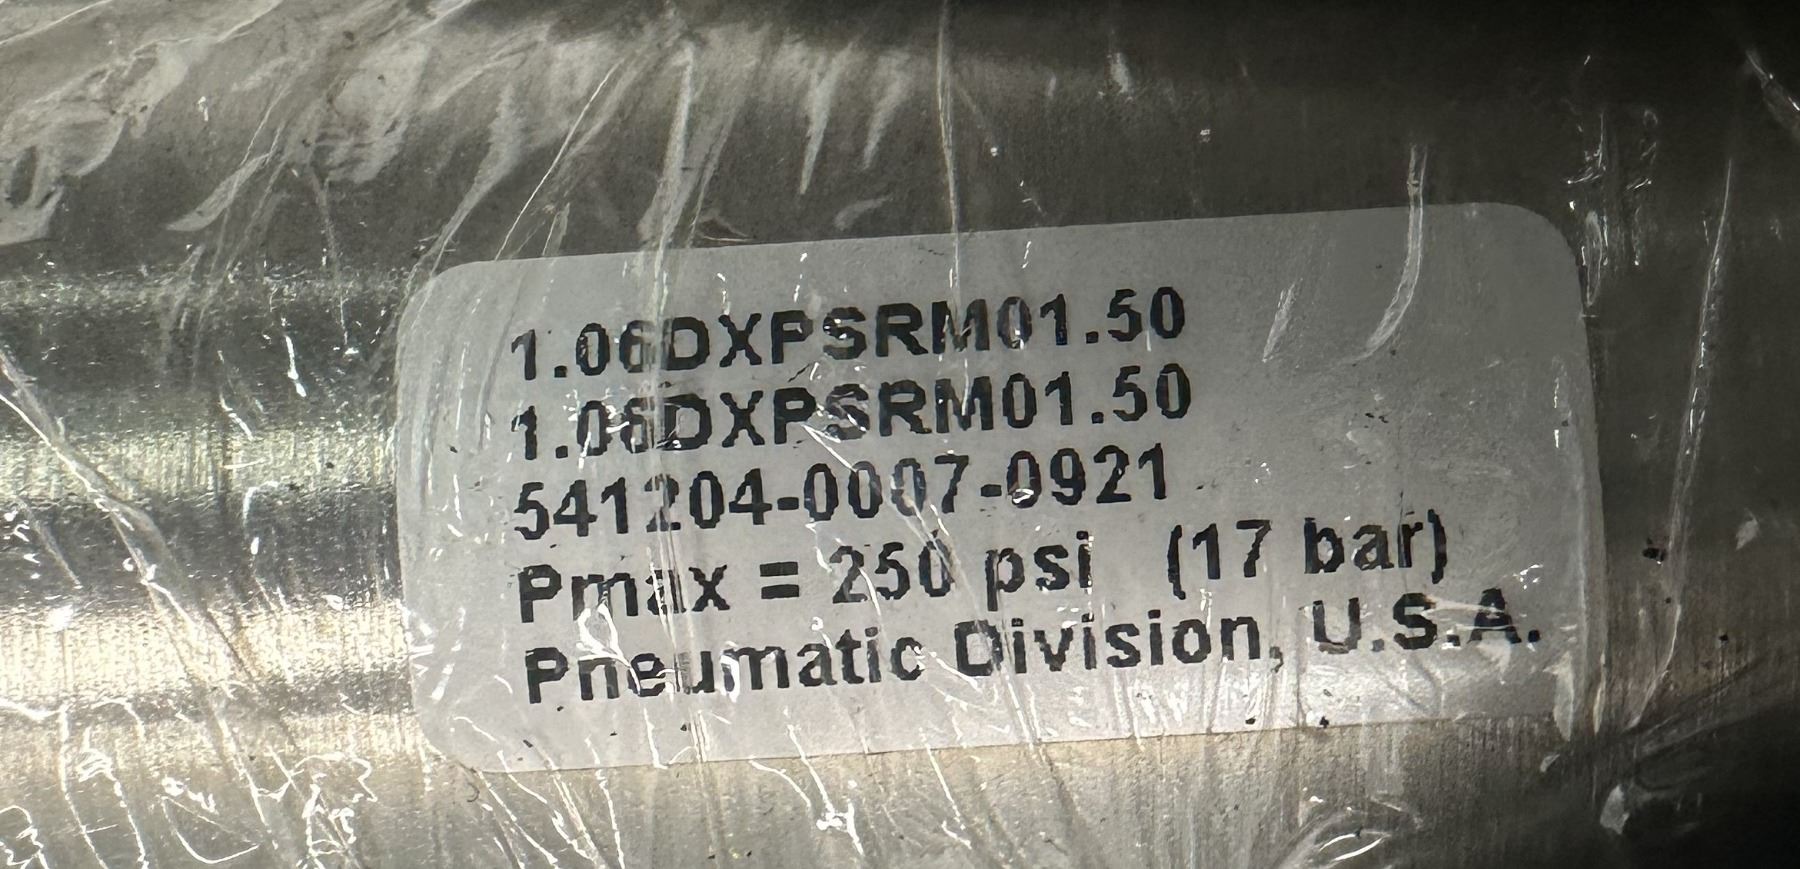 1.06DXPSRM01.50
1.06DXPSRM01.50
541204-0007-0921
Pmax = 250 psi (17 bar)
Pneumatic Division, U.S.A.